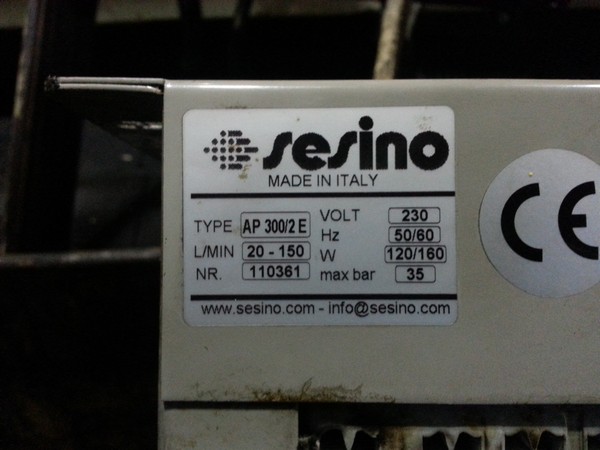 sesino
MADE IN ITALY
TYPE AP 300/2 E VOLT 230
Hz 50/60
L/MIN 20 - 150 W 120/160
NR. 110361 max bar 35
www.sesino.com - info@sesino.com
CE